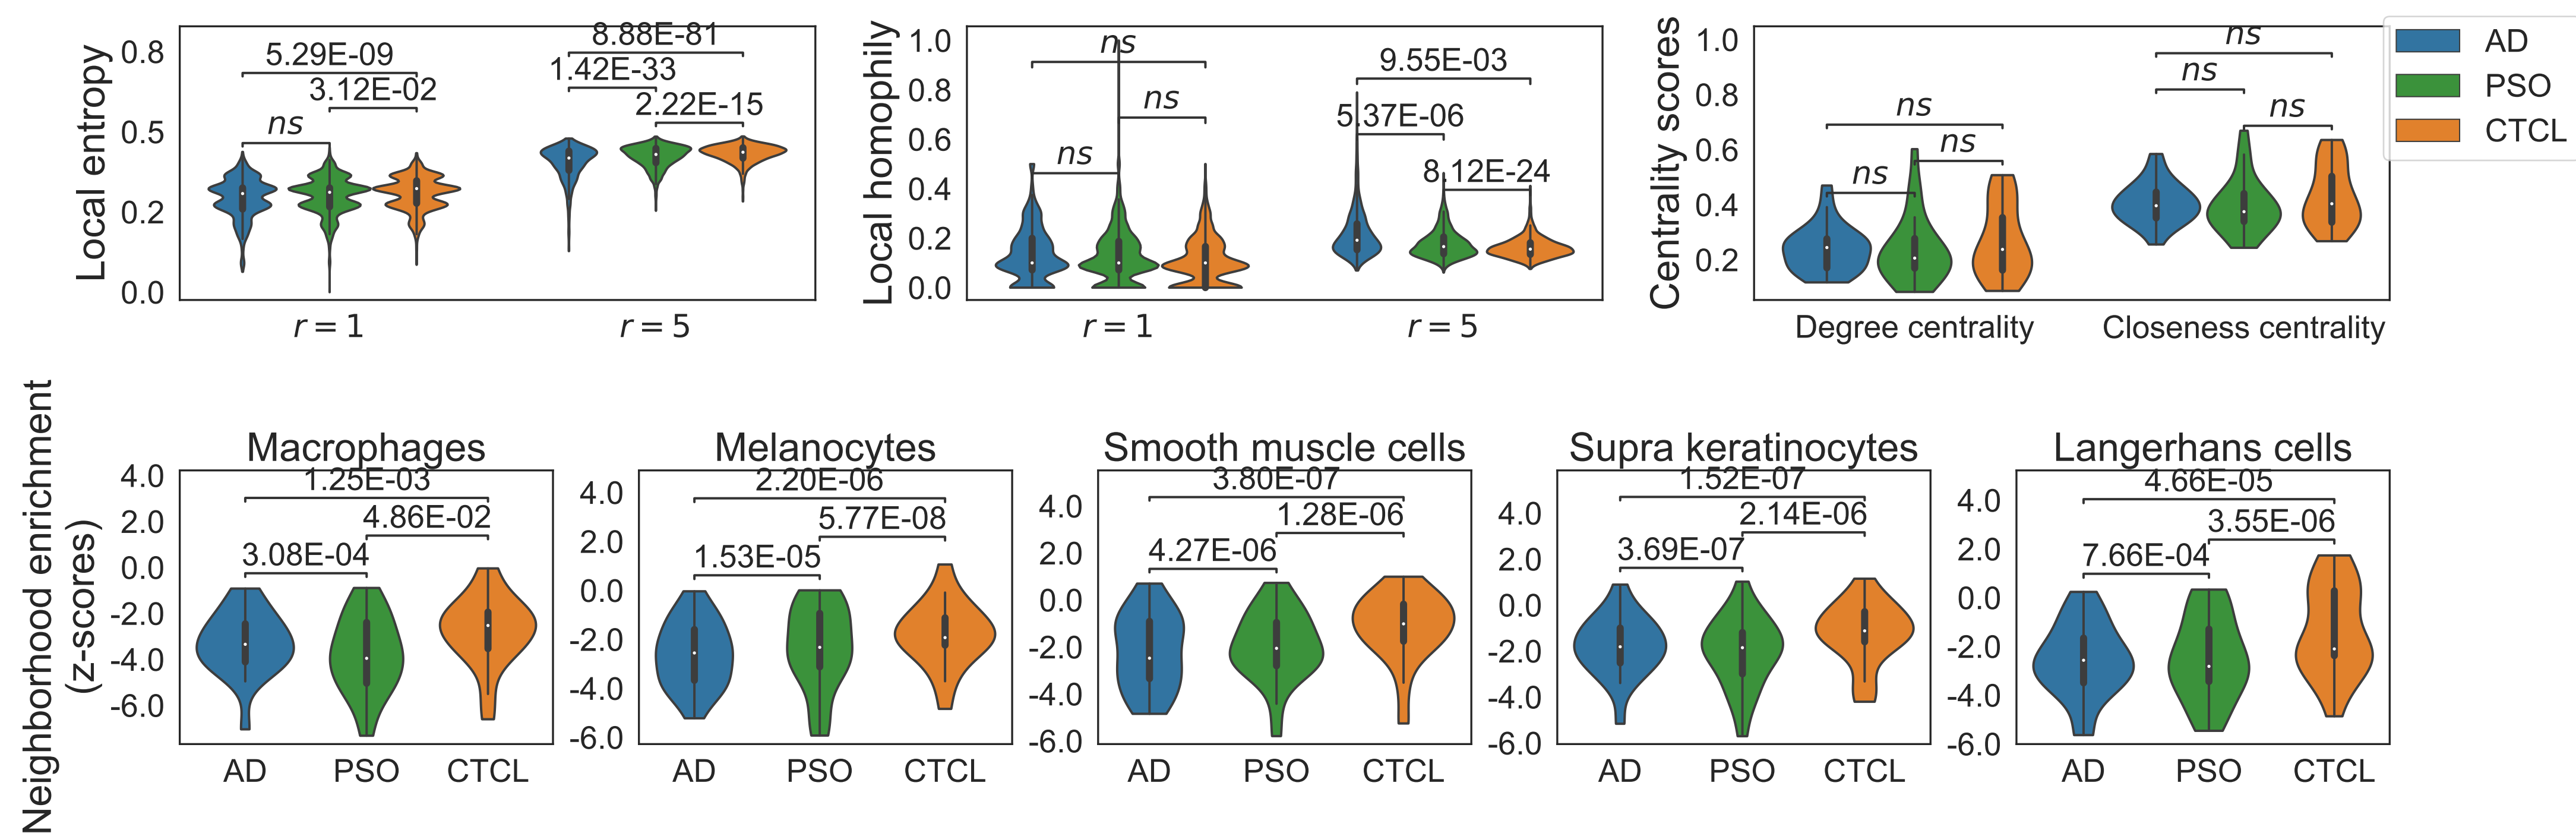 Local entropy
0.8
0.5
0.2
0.0
5.29E-09
3.12E-02
ns
8.88E-81
1.42E-33
2.22E-15
r = 1
r = 5
Local homophily
1.0
0.8
0.6
0.4
0.2
0.0
ns
ns
ns
9.55E-03
5.37E-06
8.12E-24
r = 1
r = 5
Centrality scores
1.0
0.8
0.6
0.4
0.2
ns
ns
ns
ns
ns
ns
Degree centrality
Closeness centrality
AD
PSO
CTCL
Neighborhood enrichment
(z-scores)
Macrophages
4.0
2.0
0.0
-2.0
-4.0
-6.0
1.25E-03
4.86E-02
3.08E-04
AD PSO CTCL
Melanocytes
4.0
2.0
0.0
-2.0
-4.0
-6.0
2.20E-06
5.77E-08
1.53E-05
AD PSO CTCL
Smooth muscle cells
4.0
2.0
0.0
-2.0
-4.0
-6.0
3.80E-07
1.28E-06
4.27E-06
AD PSO CTCL
Supra keratinocytes
4.0
2.0
0.0
-2.0
-4.0
-6.0
1.52E-07
2.14E-06
3.69E-07
AD PSO CTCL
Langerhans cells
4.0
2.0
0.0
-2.0
-4.0
-6.0
4.66E-05
3.55E-06
7.66E-04
AD PSO CTCL